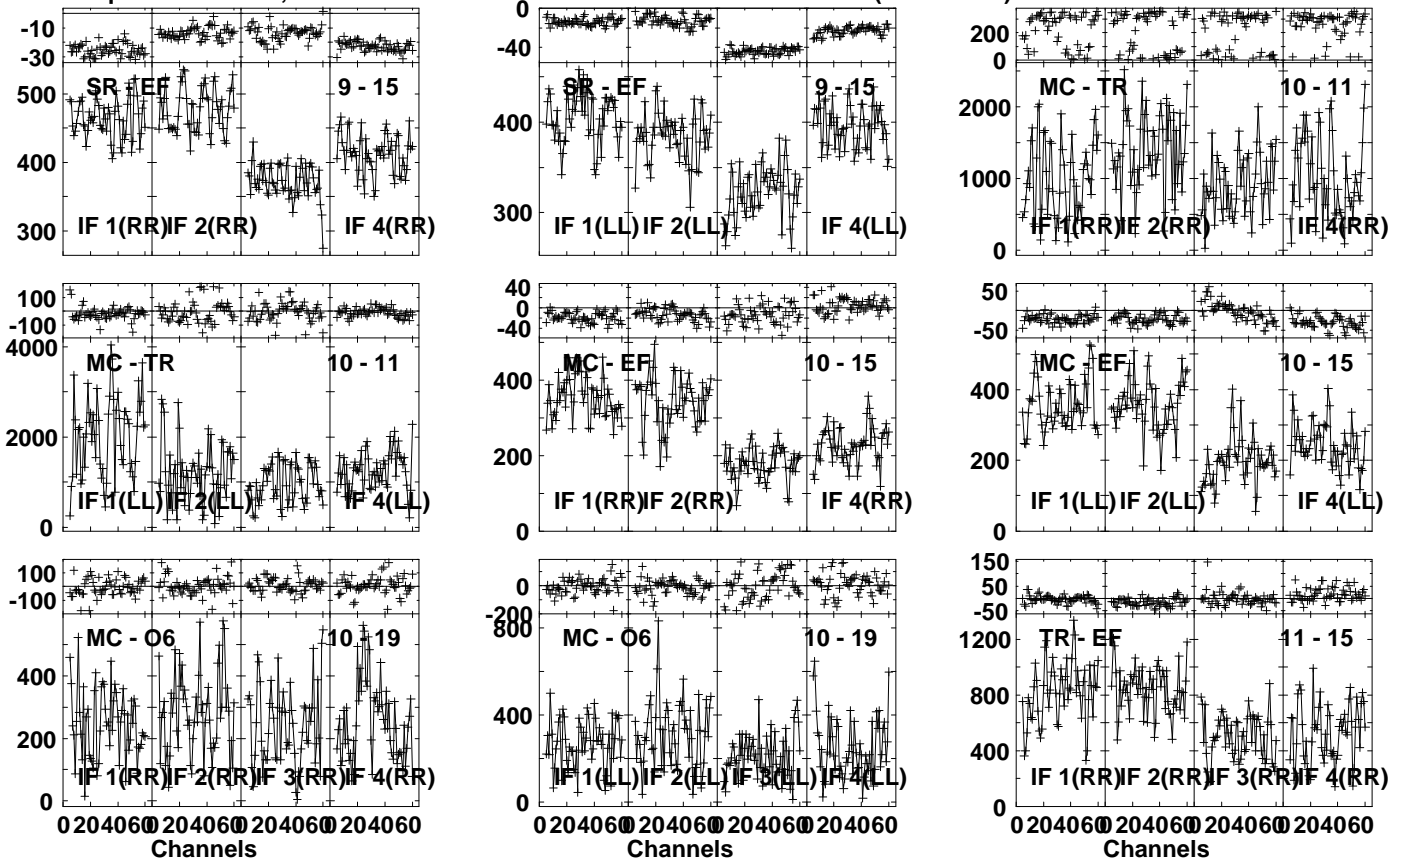 -10
-30
500
400
300
SR - EF 9 - 15
IF 1(RR) IF 2(RR) IF 4(RR)
0
-40
400
300
SR - EF 9 - 15
IF 1(LL) IF 2(LL) IF 4(LL)
200
0
2000
1000
0
MC - TR 10 - 11
IF 1(RR) IF 2(RR) IF 4(RR)
100
-100
4000
2000
0
MC - TR 10 - 11
IF 1(LL) IF 2(LL) IF 4(LL)
40
0
-40
400
200
0
MC - EF 10 - 15
IF 1(RR) IF 2(RR) IF 4(RR)
50
-50
400
200
0
MC - EF 10 - 15
IF 1(LL) IF 2(LL) IF 4(LL)
100
-100
400
200
0
MC - O6 10 - 19
IF 1(RR) IF 2(RR) IF 3(RR) IF 4(RR)
0 204060 0 204060 0 204060 0 204060
Channels
0
-200
800
400
0
MC - O6 10 - 19
IF 1(LL) IF 2(LL) IF 3(LL) IF 4(LL)
0 204060 0 204060 0 204060 0 204060
Channels
150
50
-50
1200
800
400
0
TR - EF 11 - 15
IF 1(RR) IF 2(RR) IF 3(RR) IF 4(RR)
0 204060 0 204060 0 204060 0 204060
Channels